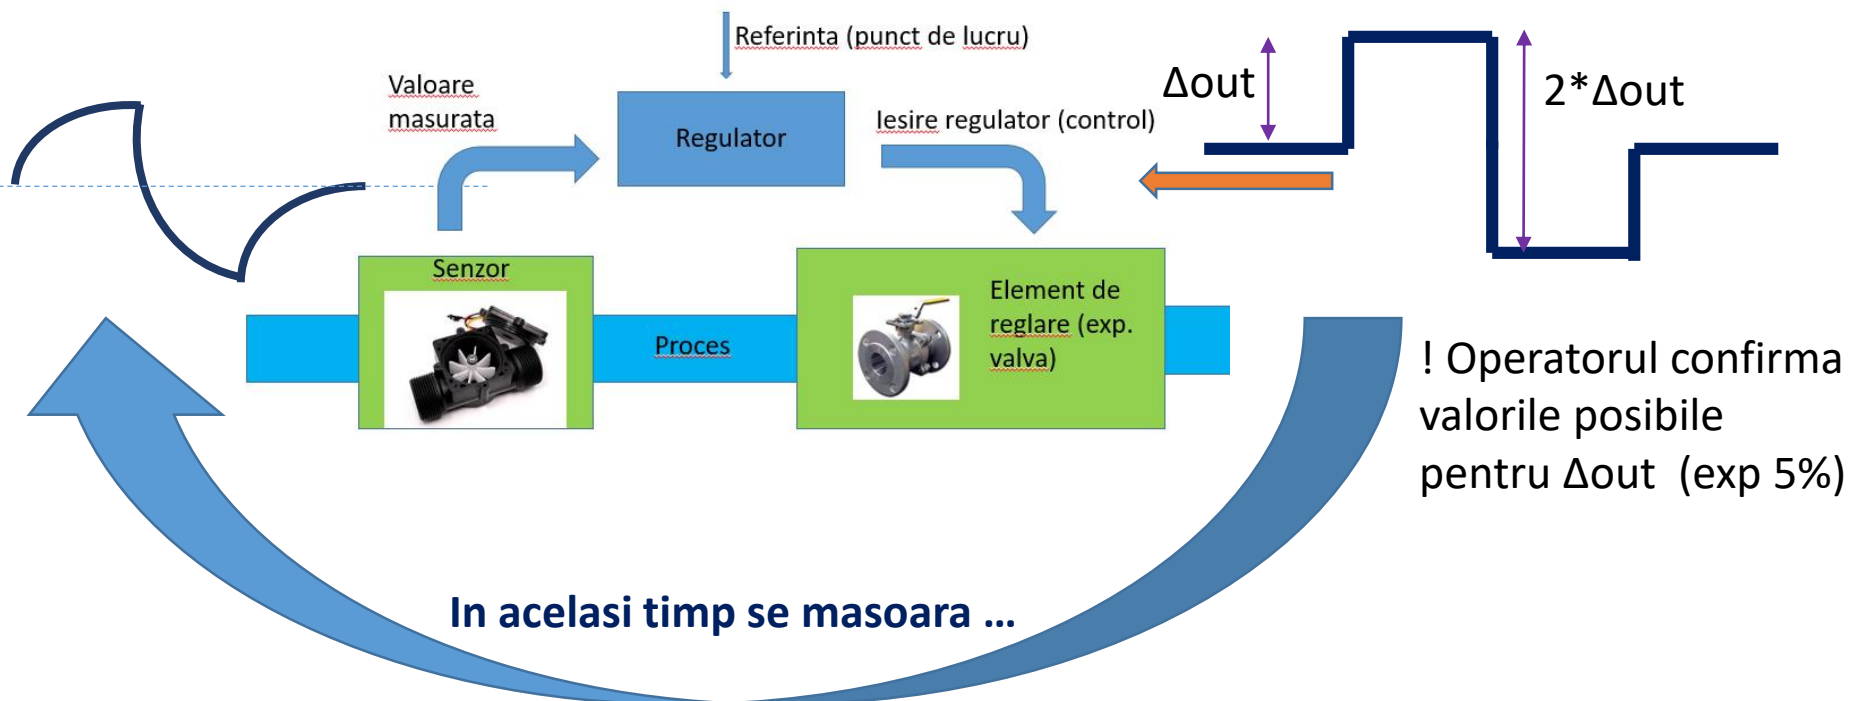 Referinta (punct de lucru)
Valoare
masurata
Regulator
Iesire regulator (control)
Δout
2*Δout
Senzor
Proces
Element de
reglare (exp.
valva)
! Operatorul confirma
valorile posibile
pentru Δout (exp 5%)
In acelasi timp se masoara ...